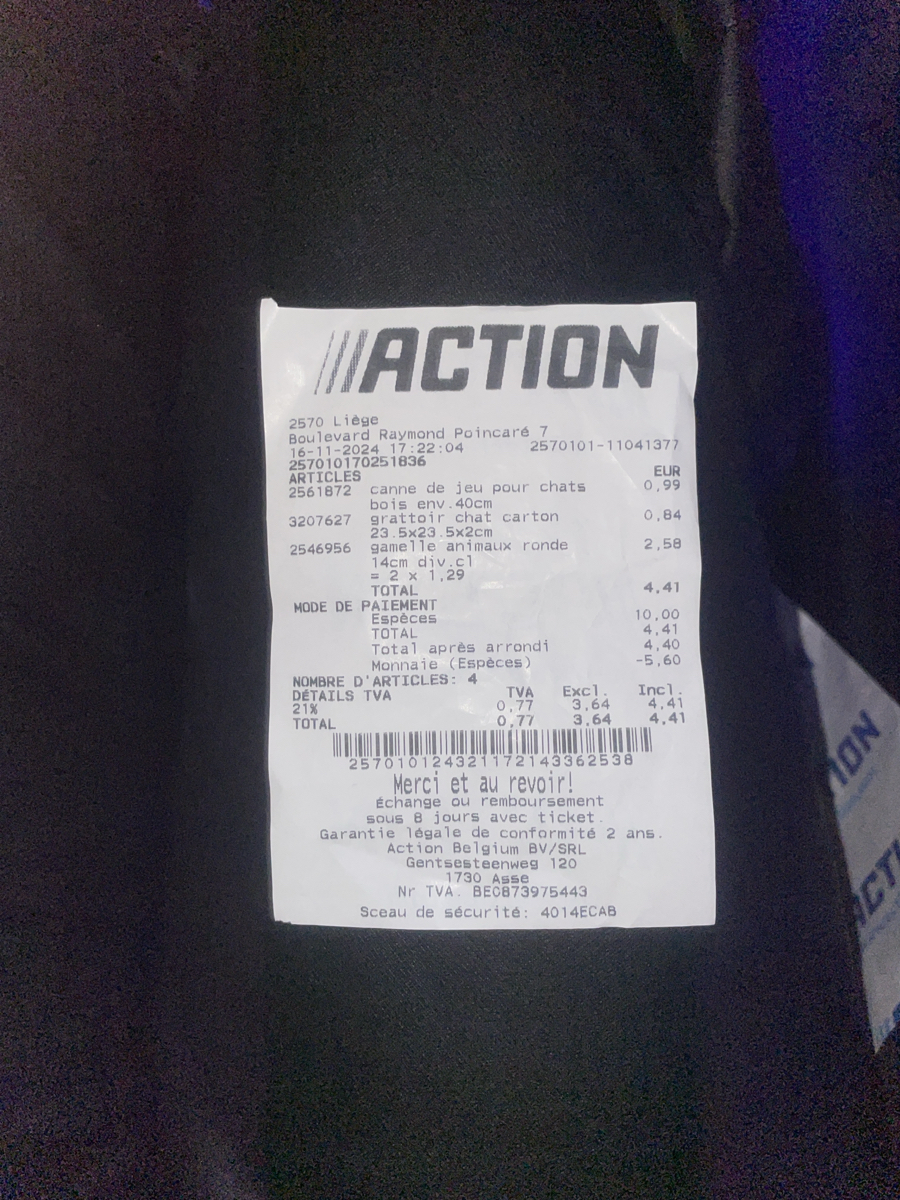 ACTION
2570 Liège
Boulevard Raymond Poincaré 7
16-11-2024 17:22:04 2570101-11041377
257010170251836
ARTICLES EUR
2561872 canne de jeu pour chats 0,99
bois env.40cm
3207627 grattoir chat carton 0,84
23.5x23.5x2cm
2546956 gamelle animaux ronde 2,58
14cm div.cl
= 2 x 1,29
TOTAL 4,41
MODE DE PAIEMENT
Espèces 10,00
TOTAL 4,41
Total après arrondi 4,40
Monnaie (Espèces) -5,60
NOMBRE D'ARTICLES: 4
DÉTAILS TVA TVA Excl. Incl.
21% 0,77 3,64 4,41
TOTAL 0,77 3,64 4,41
257010124321172143362538
Merci et au revoir!
échange ou remboursement
sous 8 jours avec ticket.
Garantie légale de conformité 2 ans.
Action Belgium BV/SRL
Gentsesteenweg 120
1730 Asse
Nr TVA. BE0873975443
Sceau de sécurité: 4014ECAB
ION
ACTI